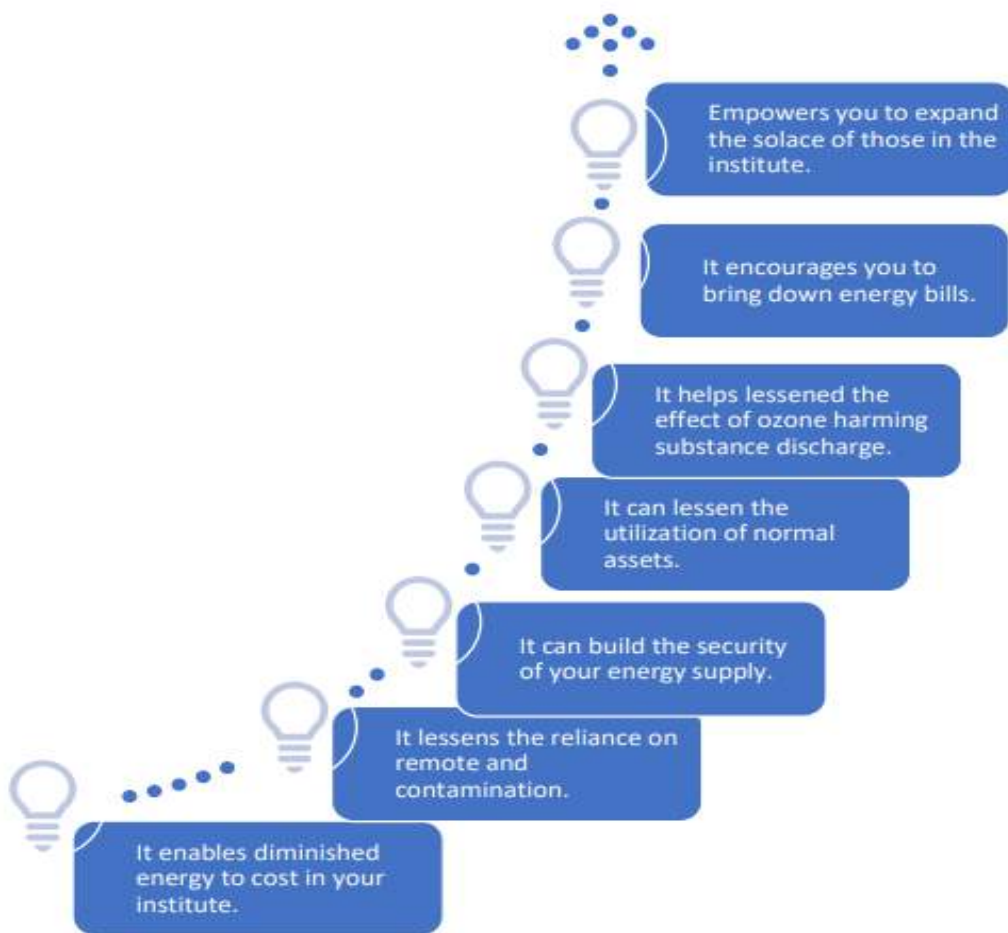 Empowers you to expand
the solace of those in the
institute.
It encourages you to
bring down energy bills.
It helps lessened the
effect of ozone harming
substance discharge.
It can lessen the
utilization of normal
assets.
It can build the security
of your energy supply.
It lessens the reliance on
remote and
contamination.
It enables diminished
energy to cost in your
institute.